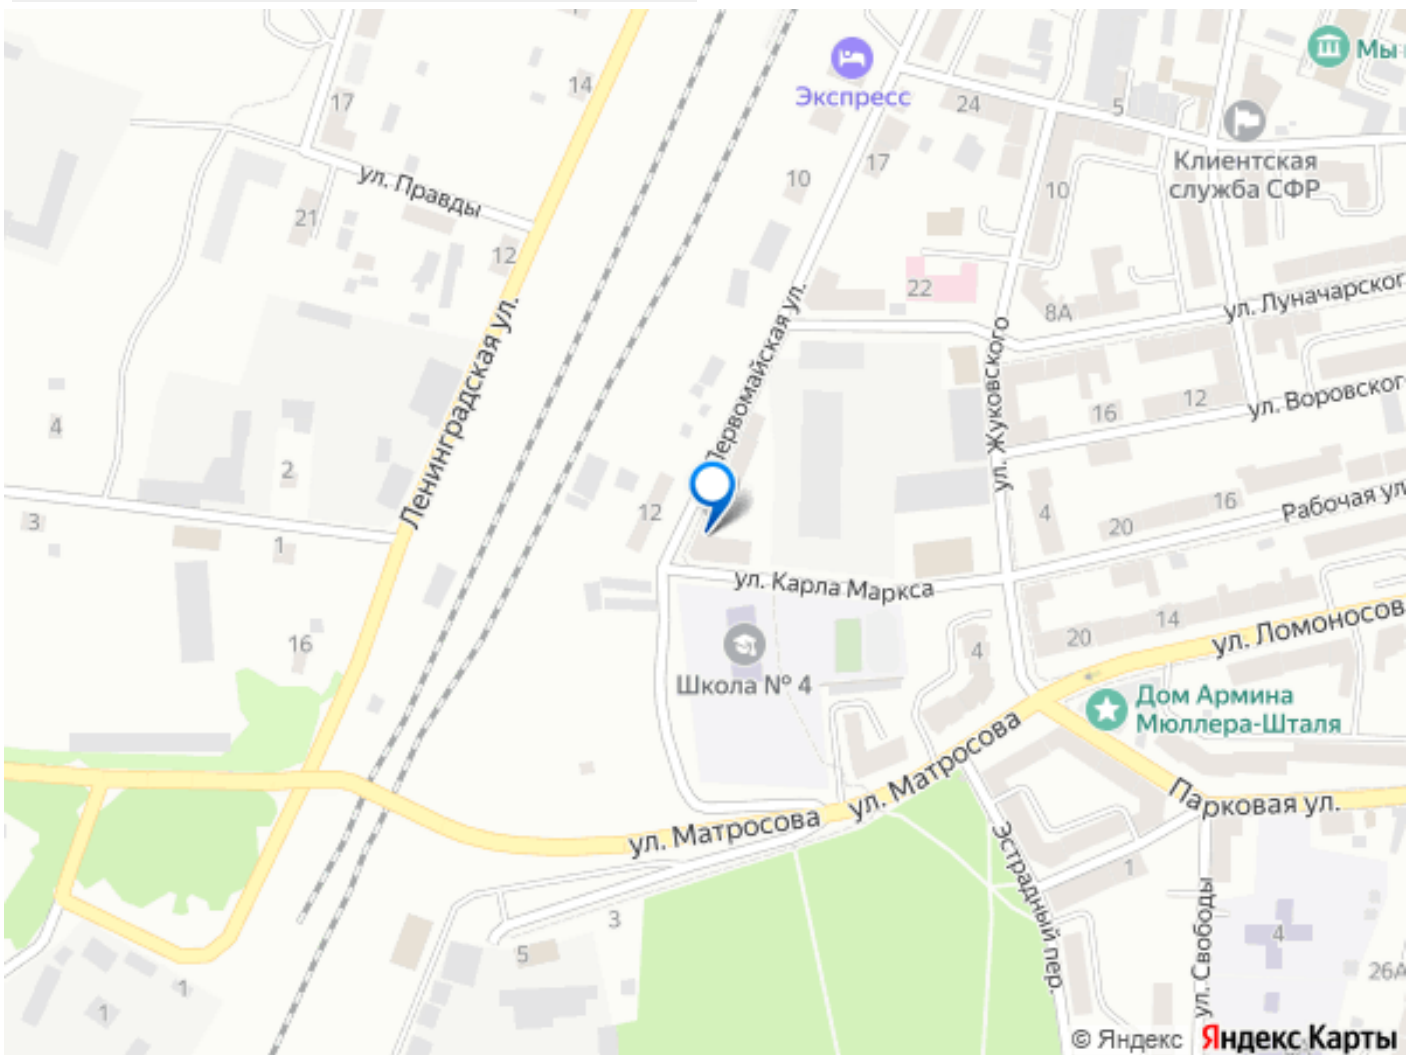 Мы
Экспресс
14
17
24
5
Клиентская
служба СФР
17
10
10
ул. Правды
21
12
22
8А
ул. Луначарског
Ленинградская ул.
Первомайская ул.
ул. Жуковского
16
12
ул. Воровского
4
2
3
1
12
4
20
16
Рабочая ул
ул. Карла Маркса
16
Школа № 4
4
20
14
ул. Ломоносов
Дом Армина
Мюллера-Шталя
ул. Матросова
ул. Матросова
Парковая ул.
Эстрадный пер.
1
ул. Свободы
3
5
4
26А
1
1
© Яндекс Яндекс Карты